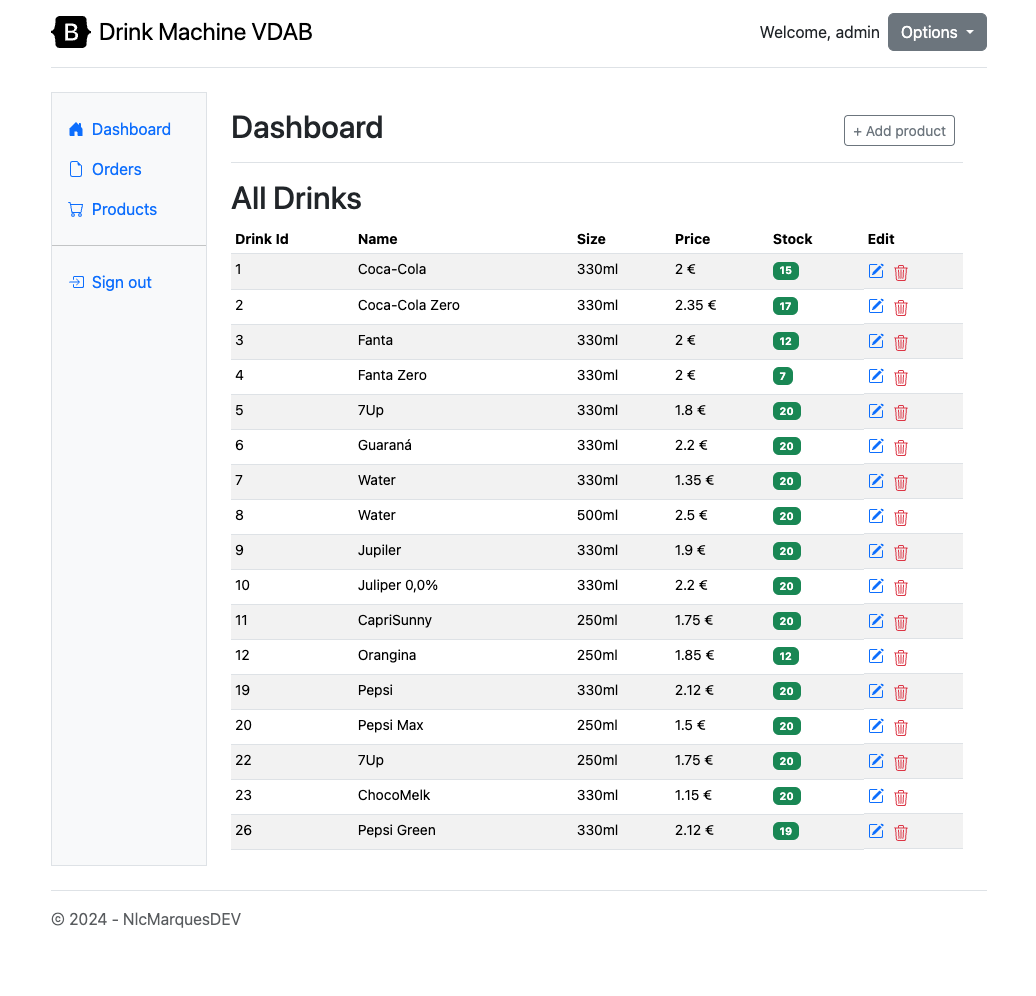 B Drink Machine VDAB
Welcome, admin Options
Dashboard
Orders
Products
Sign out
Dashboard
+ Add product
All Drinks
Drink Id Name Size Price Stock Edit
1 Coca-Cola 330ml 2 € 15
2 Coca-Cola Zero 330ml 2.35 € 17
3 Fanta 330ml 2 € 12
4 Fanta Zero 330ml 2 € 7
5 7Up 330ml 1.8 € 20
6 Guaraná 330ml 2.2 € 20
7 Water 330ml 1.35 € 20
8 Water 500ml 2.5 € 20
9 Jupiler 330ml 1.9 € 20
10 Juliper 0,0% 330ml 2.2 € 20
11 CapriSunny 250ml 1.75 € 20
12 Orangina 250ml 1.85 € 12
19 Pepsi 330ml 2.12 € 20
20 Pepsi Max 250ml 1.5 € 20
22 7Up 250ml 1.75 € 20
23 ChocoMelk 330ml 1.15 € 20
26 Pepsi Green 330ml 2.12 € 19
© 2024 - NlcMarquesDEV